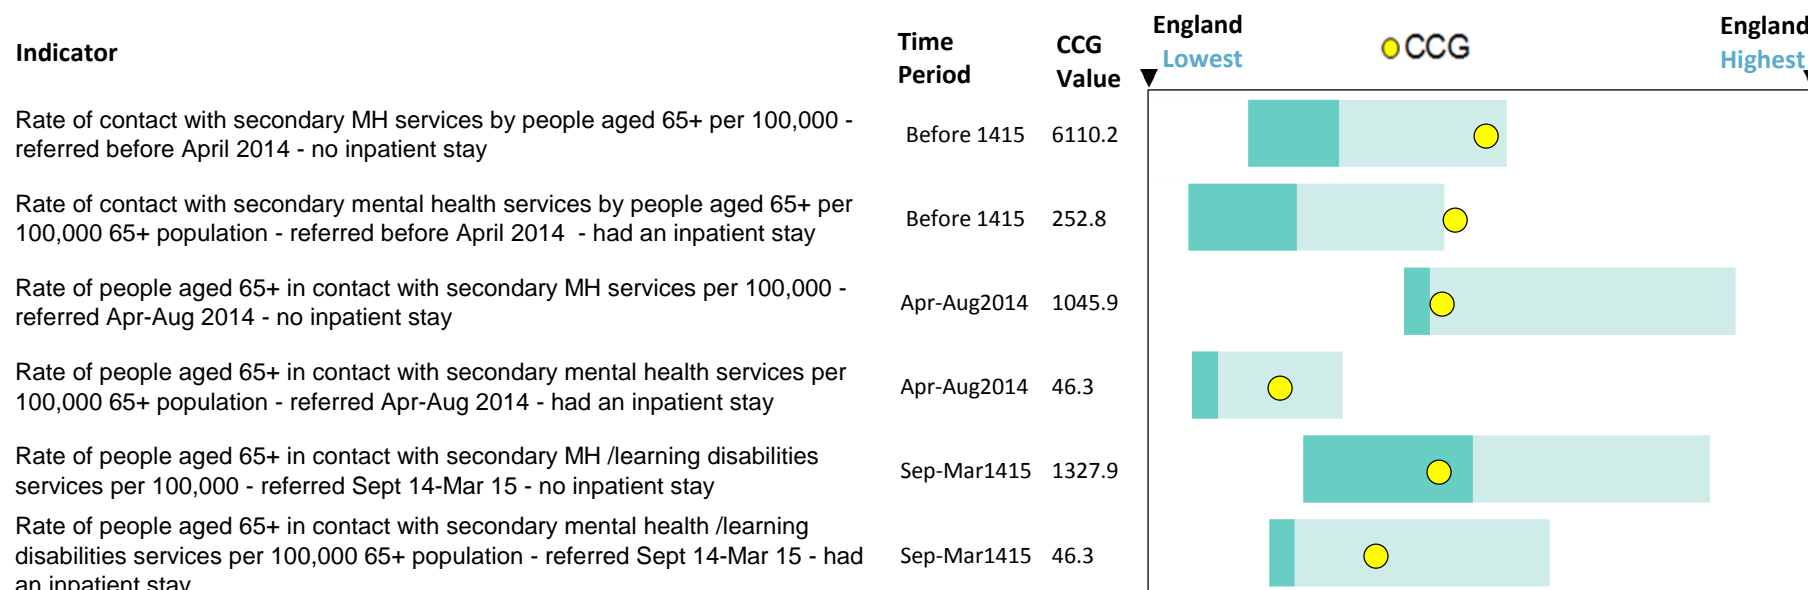 Indicator
Time Period
CCG Value
England Lowest
CCG
England Highest
Rate of contact with secondary MH services by people aged 65+ per 100,000 -
referred before April 2014 - no inpatient stay
Before 1415 6110.2
Rate of contact with secondary mental health services by people aged 65+ per
100,000 65+ population - referred before April 2014 - had an inpatient stay
Before 1415 252.8
Rate of people aged 65+ in contact with secondary MH services per 100,000 -
referred Apr-Aug 2014 - no inpatient stay
Apr-Aug2014 1045.9
Rate of people aged 65+ in contact with secondary mental health services per
100,000 65+ population - referred Apr-Aug 2014 - had an inpatient stay
Apr-Aug2014 46.3
Rate of people aged 65+ in contact with secondary MH /learning disabilities
services per 100,000 - referred Sept 14-Mar 15 - no inpatient stay
Sep-Mar1415 1327.9
Rate of people aged 65+ in contact with secondary mental health /learning
disabilities services per 100,000 65+ population - referred Sept 14-Mar 15 - had
an inpatient stay
Sep-Mar1415 46.3